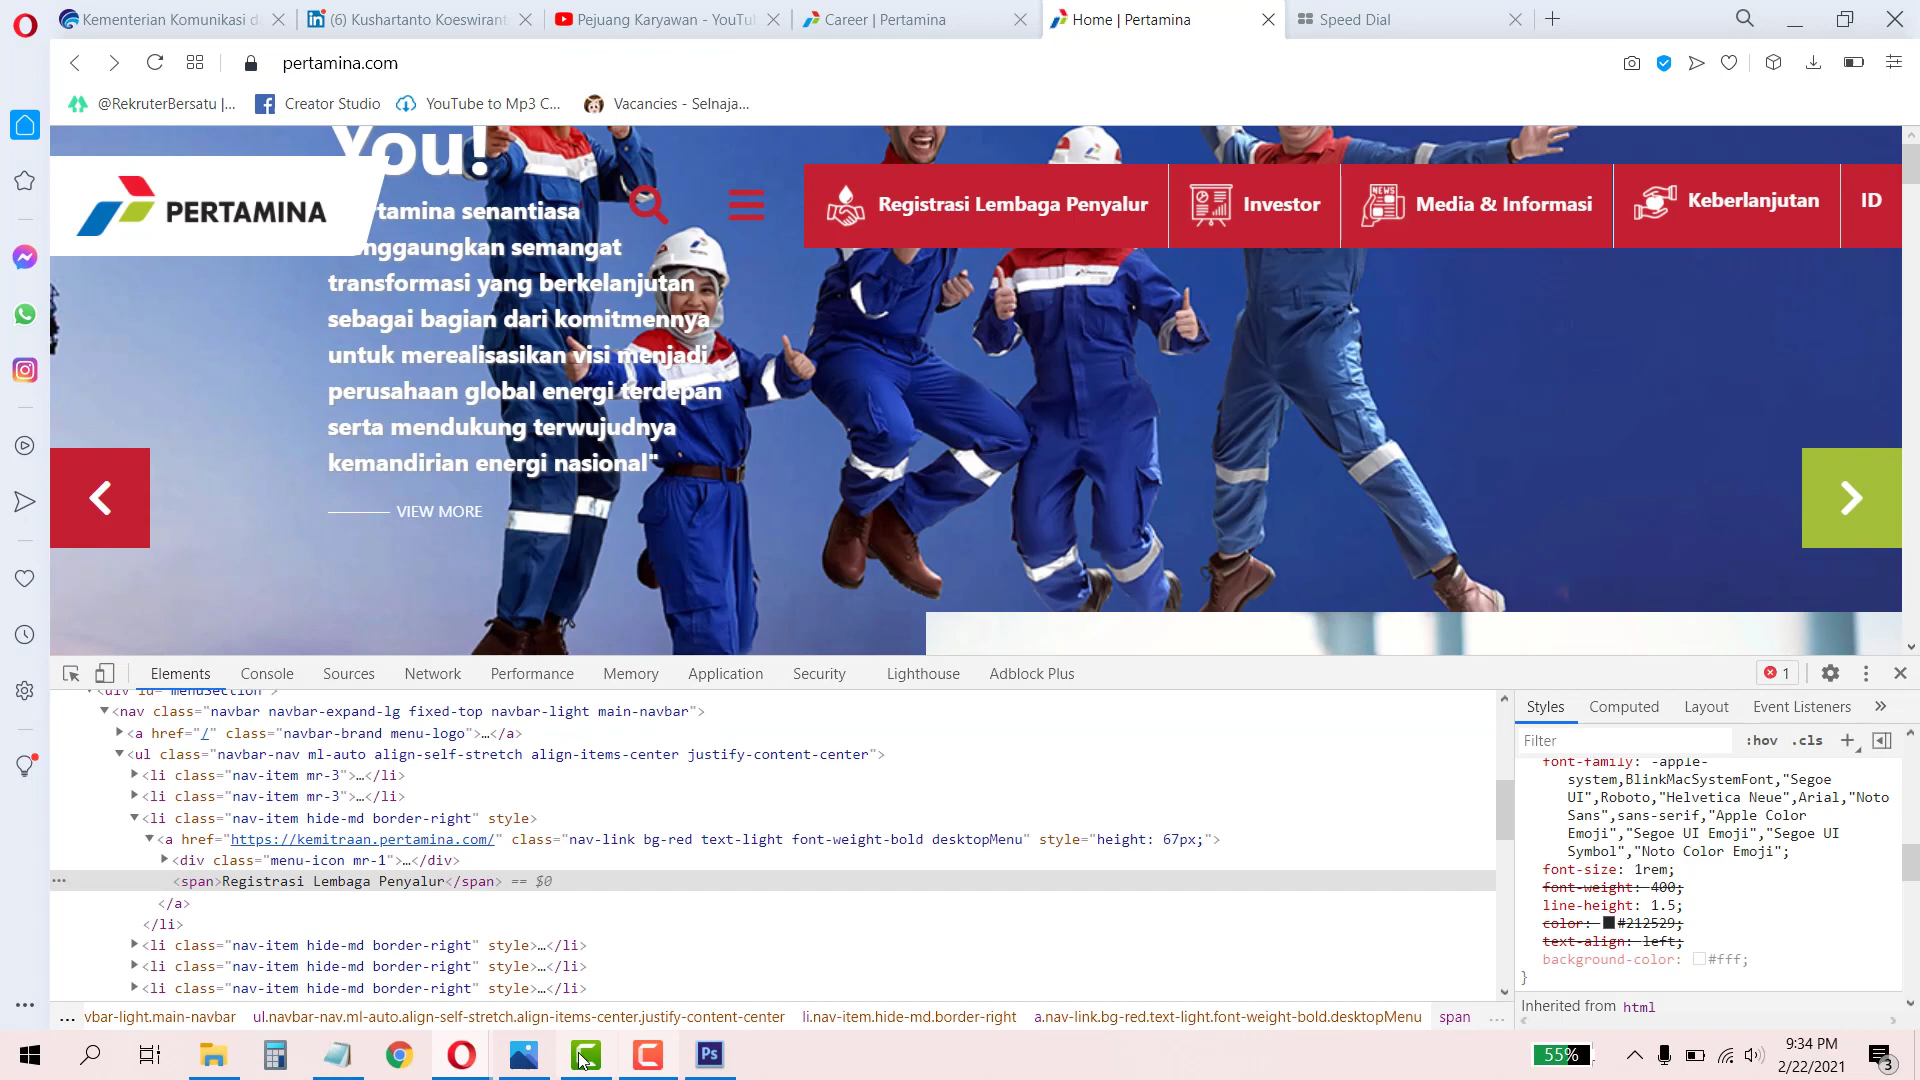 Kementerian Komunikasi d
(6) Kushartanto Koeswirant
Pejuang Karyawan - YouTu
Career | Pertamina
Home | Pertamina
Speed Dial
pertamina.com
@RekruterBersatu |...
Creator Studio
YouTube to Mp3 C...
Vacancies - Selnaja...
You!
PERTAMINA
Registrasi Lembaga Penyalur
Investor
NEWS
Media & Informasi
Keberlanjutan
ID
rtamina senantiasa
nggaungkan semangat
transformasi yang berkelanjutan
sebagai bagian dari komitmennya
untuk merealisasikan visi menjadi
perusahaan global energi terdepan
serta mendukung terwujudnya
kemandirian energi nasional"
VIEW MORE
Elements
Console
Sources
Network
Performance
Memory
Application
Security
Lighthouse
Adblock Plus
1
<div id="menuSection">
<nav class="navbar navbar-expand-lg fixed-top navbar-light main-navbar">
<a href="/" class="navbar-brand menu-logo">…</a>
<ul class="navbar-nav ml-auto align-self-stretch align-items-center justify-content-center">
<li class="nav-item mr-3">…</li>
<li class="nav-item mr-3">…</li>
<li class="nav-item hide-md border-right" style>
<a href="https://kemitraan.pertamina.com/" class="nav-link bg-red text-light font-weight-bold desktopMenu" style="height: 67px;">
<div class="menu-icon mr-1">…</div>
<span>Registrasi Lembaga Penyalur</span> == $0
</a>
</li>
<li class="nav-item hide-md border-right" style>…</li>
<li class="nav-item hide-md border-right" style>…</li>
<li class="nav-item hide-md border-right" style>…</li>
... vbar-light.main-navbar ul.navbar-nav.ml-auto.align-self-stretch.align-items-center.justify-content-center li.nav-item.hide-md.border-right a.nav-link.bg-red.text-light.font-weight-bold.desktopMenu span ...
Styles
Computed
Layout
Event Listeners
»
Filter
:hov .cls
font-family: -apple-
system,BlinkMacSystemFont,"Segoe
UI",Roboto,"Helvetica Neue",Arial,"Noto
Sans",sans-serif,"Apple Color
Emoji","Segoe UI Emoji","Segoe UI
Symbol","Noto Color Emoji";
font-size: 1rem;
font-weight: 400;
line-height: 1.5;
color: #212529;
text-align: left;
background-color: #fff;
}
Inherited from html
Ps
55%
9:34 PM
2/22/2021
3